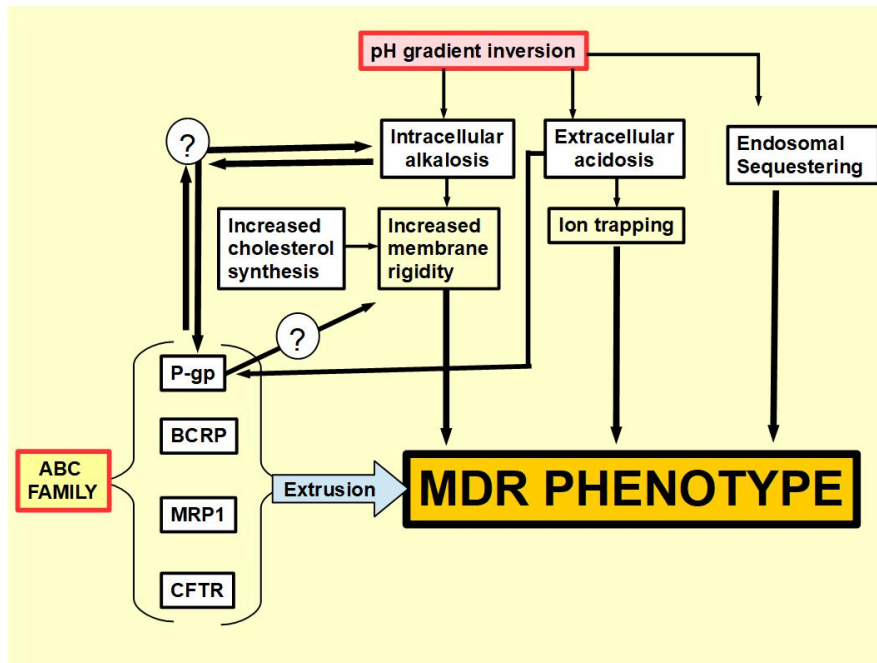 pH gradient inversion
?
Intracellular
alkalosis
Extracellular
acidosis
Endosomal
Sequestering
Increased
cholesterol
synthesis
Increased
membrane
rigidity
Ion trapping
?
P-gp
BCRP
ABC
FAMILY
Extrusion
MDR PHENOTYPE
MRP1
CFTR